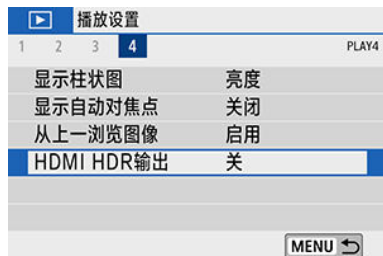 播放设置
1 2 3 4 PLAY4
显示柱状图 亮度
显示自动对焦点 关闭
从上一浏览图像 启用
HDMI HDR输出 关
MENU